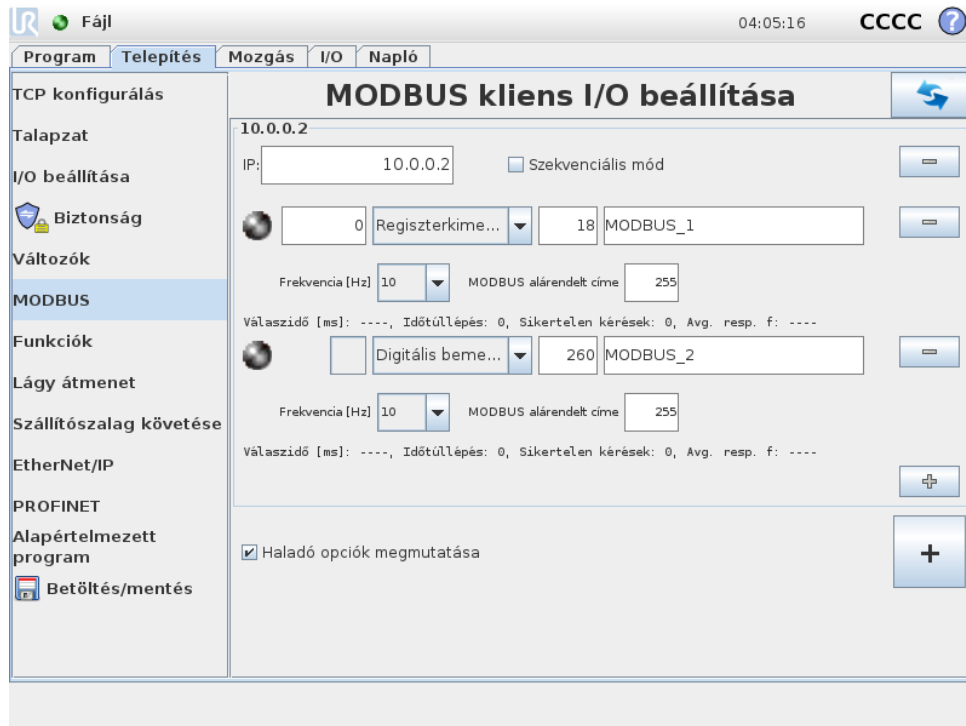 UR Fájl 04:05:16 CCCC ?
Program Telepítés Mozgás I/O Napló
TCP konfigurálás
Talapzat
I/O beállítása
Biztonság
Változók
MODBUS
Funkciók
Lágy átmenet
Szállítószalag követése
EtherNet/IP
PROFINET
Alapértelmezett
program
Betöltés/mentés
MODBUS kliens I/O beállítása
10.0.0.2
IP: 10.0.0.2 Szekvenciális mód
0 Regiszterkime... 18 MODBUS_1
Frekvencia [Hz] 10 MODBUS alárendelt címe 255
Válaszidő [ms]: ----, Időtúllépés: 0, Sikertelen kérések: 0, Avg. resp. f: ----
Digitális beme... 260 MODBUS_2
Frekvencia [Hz] 10 MODBUS alárendelt címe 255
Válaszidő [ms]: ----, Időtúllépés: 0, Sikertelen kérések: 0, Avg. resp. f: ----
Haladó opciók megmutatása